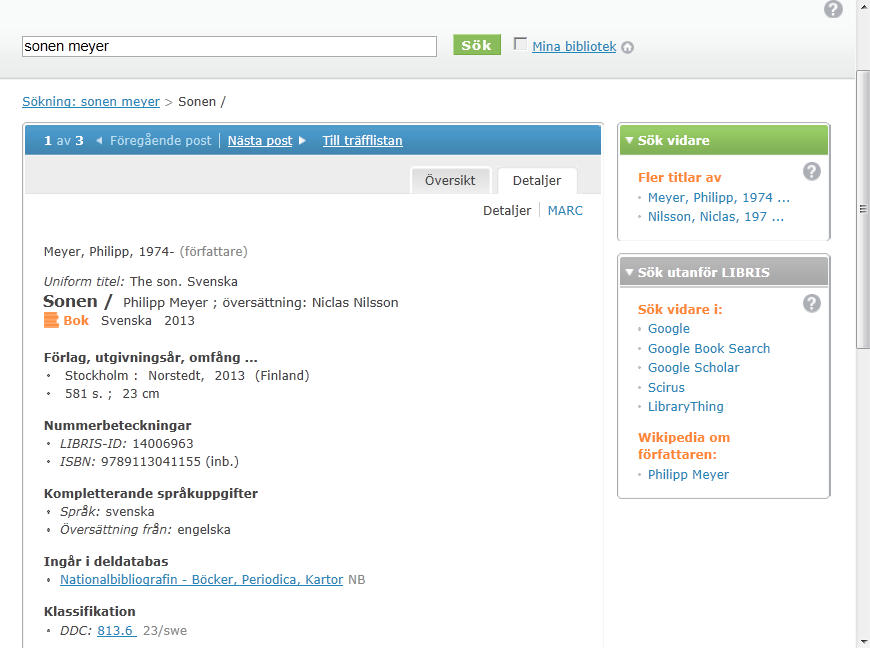 ?
sonen meyer
Sök
Mina bibliotek
Sökning: sonen meyer > Sonen /
1 av 3 Föregående post Nästa post Till träfflistan
Översikt Detaljer
Detaljer MARC
Meyer, Philipp, 1974- (författare)
Uniform titel: The son. Svenska
Sonen / Philipp Meyer ; översättning: Niclas Nilsson
Bok Svenska 2013
Förlag, utgivningsår, omfång ...
• Stockholm : Norstedt, 2013 (Finland)
• 581 s. ; 23 cm
Nummerbeteckningar
• LIBRIS-ID: 14006963
• ISBN: 9789113041155 (inb.)
Kompletterande språkuppgifter
• Språk: svenska
• Översättning från: engelska
Ingår i deldatabas
• Nationalbibliografin - Böcker, Periodica, Kartor NB
Klassifikation
• DDC: 813.6 23/swe
Sök vidare
?
Fler titlar av
• Meyer, Philipp, 1974 ...
• Nilsson, Niclas, 197 ...
Sök utanför LIBRIS
?
Sök vidare i:
• Google
• Google Book Search
• Google Scholar
• Scirus
• LibraryThing
Wikipedia om
författaren:
• Philipp Meyer